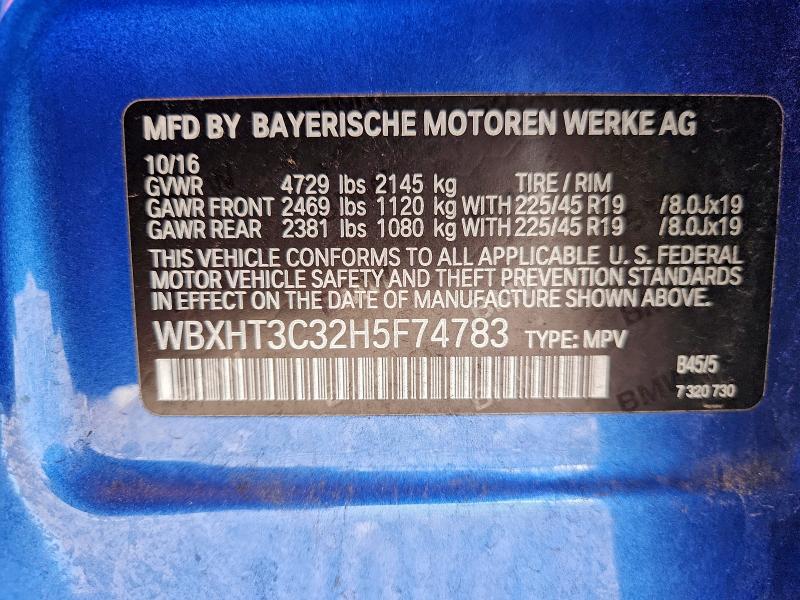 MFD BY BAYERISCHE MOTOREN WERKE AG
10/16
GVWR 4729 lbs 2145 kg TIRE / RIM
GAWR FRONT 2469 lbs 1120 kg WITH 225/45 R19 /8.0Jx19
GAWR REAR 2381 lbs 1080 kg WITH 225/45 R19 /8.0Jx19
THIS VEHICLE CONFORMS TO ALL APPLICABLE U. S. FEDERAL
MOTOR VEHICLE SAFETY AND THEFT PREVENTION STANDARDS
IN EFFECT ON THE DATE OF MANUFACTURE SHOWN ABOVE.
WBXHT3C32H5F74783 TYPE: MPV
B45/5
7 320 730
BMW